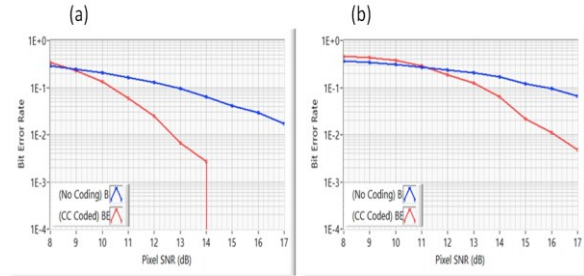 (a)
1E+0
1E-1
1E-2
1E-3
1E-4
Bit Error Rate
(No Coding) BI
(CC Coded) BE
8 9 10 11 12 13 14 15 16 17
Pixel SNR (dB)
(b)
1E+0
1E-1
1E-2
1E-3
1E-4
Bit Error Rate
(No Coding) BI
(CC Coded) BE
8 9 10 11 12 13 14 15 16 17
Pixel SNR (dB)